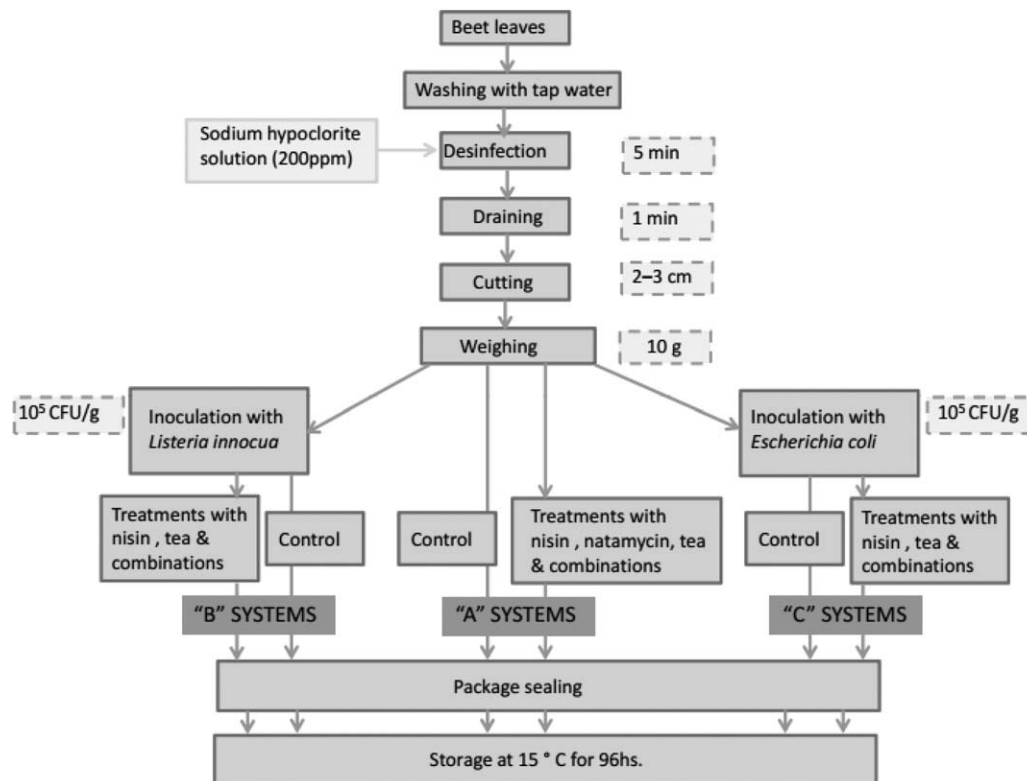 Beet leaves
Washing with tap water
Sodium hypoclorite
solution (200ppm)
Desinfection
5 min
Draining
1 min
Cutting
2–3 cm
Weighing
10 g
10⁵ CFU/g
Inoculation with
Listeria innocua
Inoculation with
Escherichia coli
10⁵ CFU/g
Treatments with
nisin , tea &
combinations
Control
Control
Treatments with
nisin , natamycin, tea
& combinations
Control
Treatments with
nisin , tea &
combinations
“B” SYSTEMS
“A” SYSTEMS
“C” SYSTEMS
Package sealing
Storage at 15 ° C for 96hs.